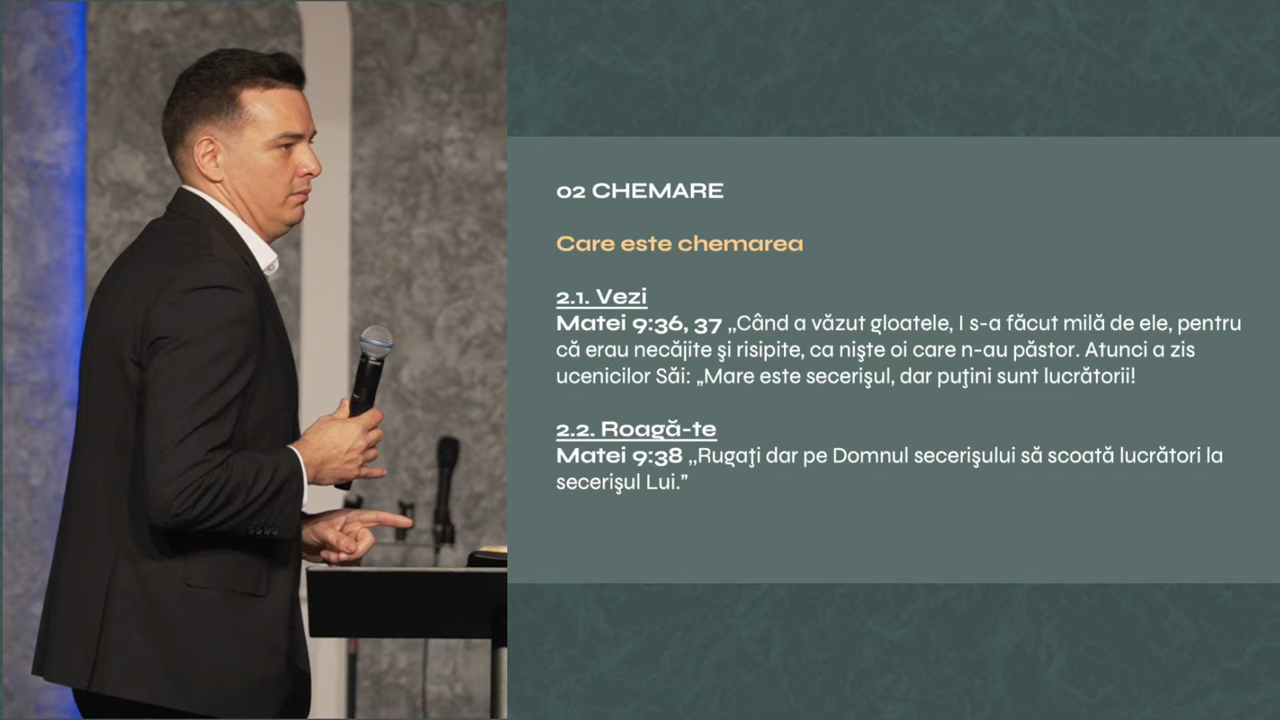 02 CHEMARE
Care este chemarea
2.1. Vezi
Matei 9:36, 37 „Când a văzut gloatele, I s-a făcut milă de ele, pentru
că erau necăjite şi risipite, ca nişte oi care n-au păstor. Atunci a zis
ucenicilor Săi: „Mare este secerişul, dar puţini sunt lucrătorii!
2.2. Roagă-te
Matei 9:38 „Rugaţi dar pe Domnul secerişului să scoată lucrători la
secerişul Lui.”